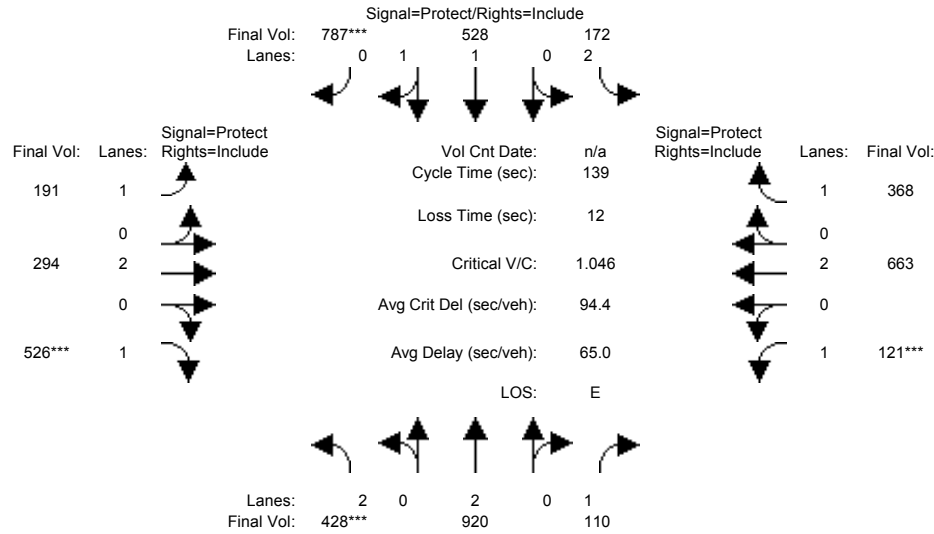 Signal=Protect/Rights=Include
Final Vol: 787*** 528 172
Lanes: 0 1 1 0 2
Signal=Protect
Final Vol: Lanes: Rights=Include
Vol Cnt Date: n/a
Signal=Protect
Rights=Include Lanes: Final Vol:
Cycle Time (sec): 139
191 1
1 368
Loss Time (sec): 12
0
0
294 2
Critical V/C: 1.046
2 663
0
Avg Crit Del (sec/veh): 94.4
0
526*** 1
Avg Delay (sec/veh): 65.0
1 121***
LOS: E
Lanes: 2 0 2 0 1
Final Vol: 428*** 920 110